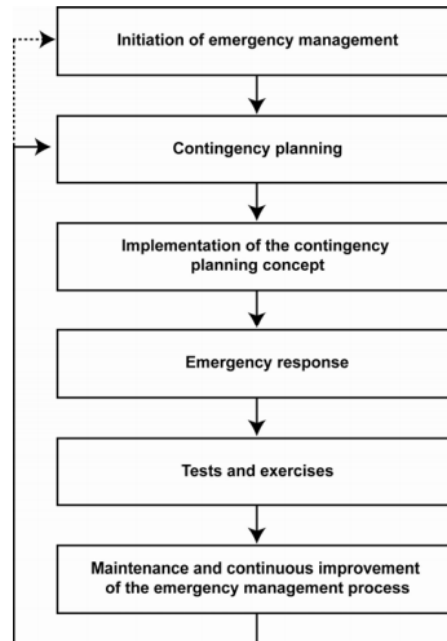 Initiation of emergency management
Contingency planning
Implementation of the contingency
planning concept
Emergency response
Tests and exercises
Maintenance and continuous improvement
of the emergency management process